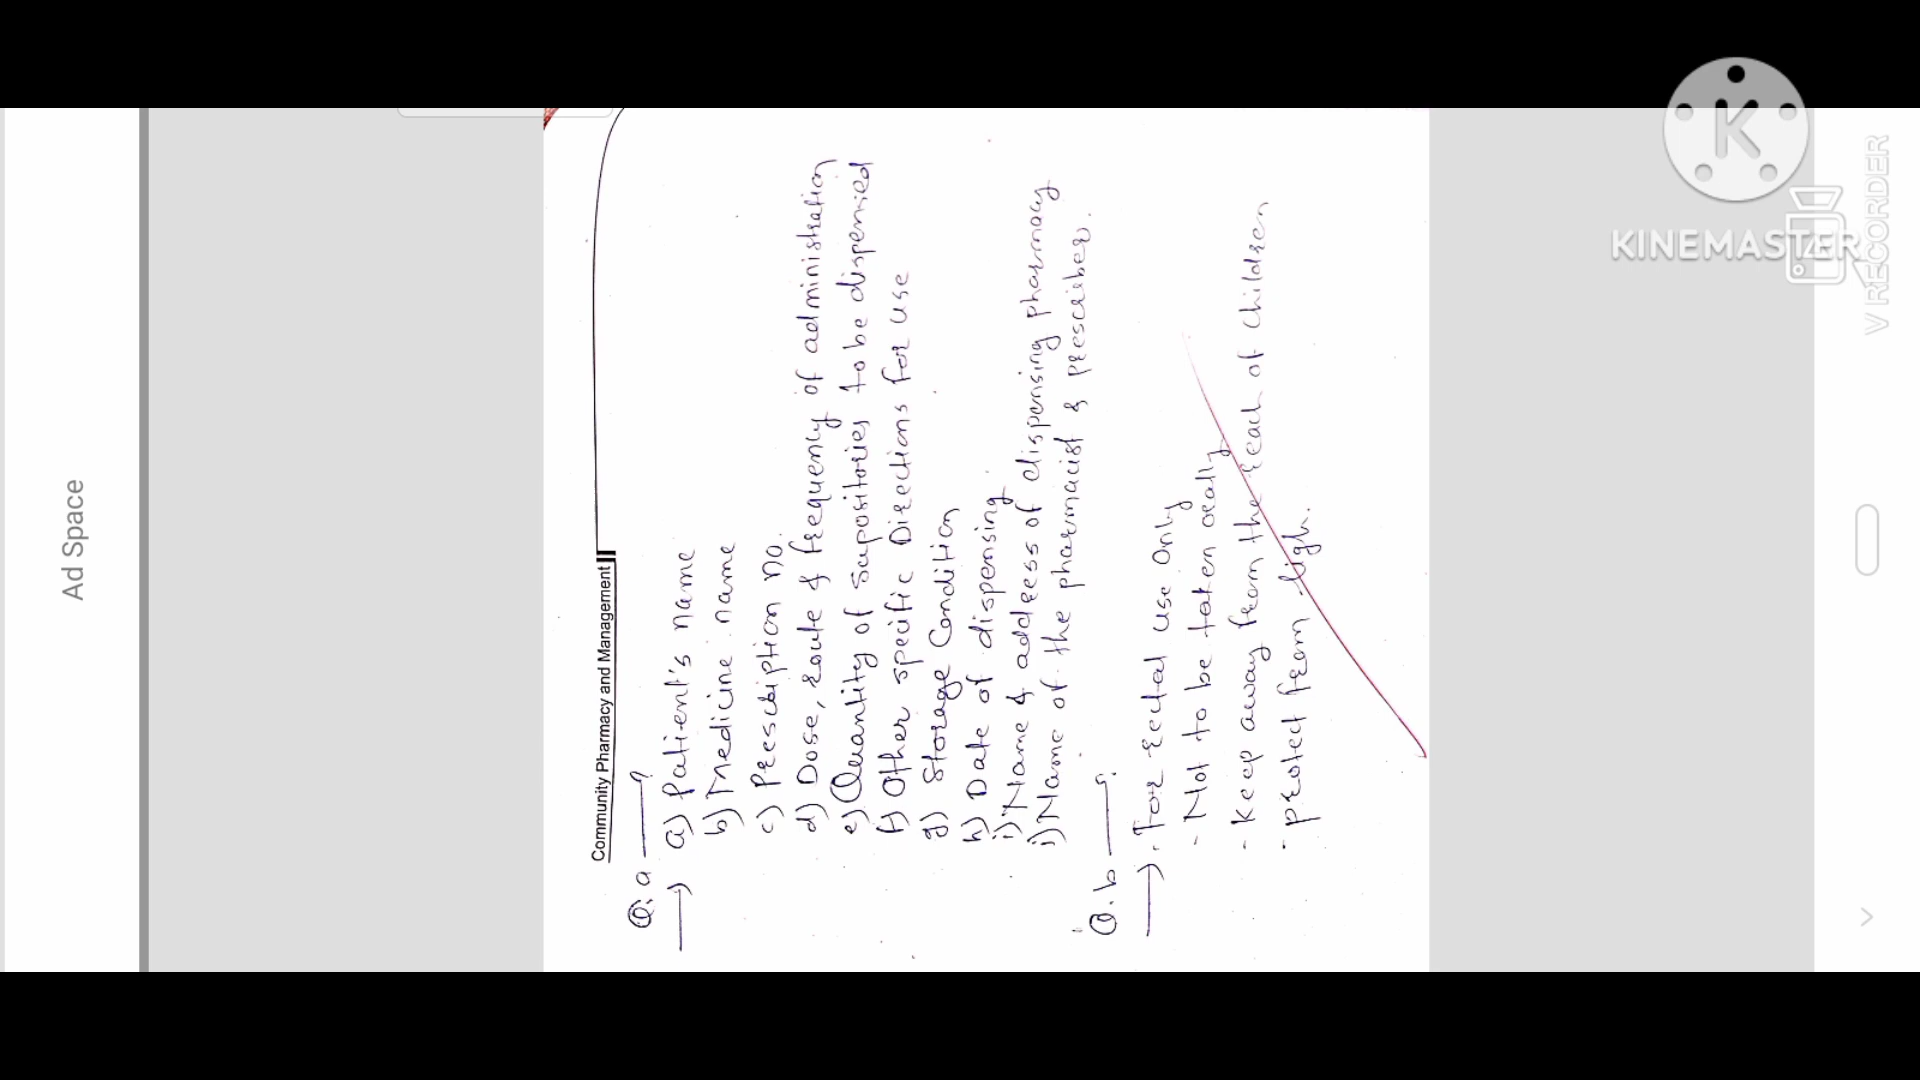 Community Pharmacy and Management
Q. a ——?
→ a) Patient's name
b) Medicine name
c) Prescription no.
d) Dose, route & frequency of administration
e) Quantity of supositories to be dispensed
f) Other specific Directions for use
g) Storage Condition
h) Date of dispensing
i) Name & address of dispensing pharmacy
j) Name of the pharmacist & prescriber.
Q. b ——?
→ - For rectal use only
- Not to be taken orally
- Keep away from the reach of children
- protect from ligh.
Ad Space
KINEMASTER
V RECORDER